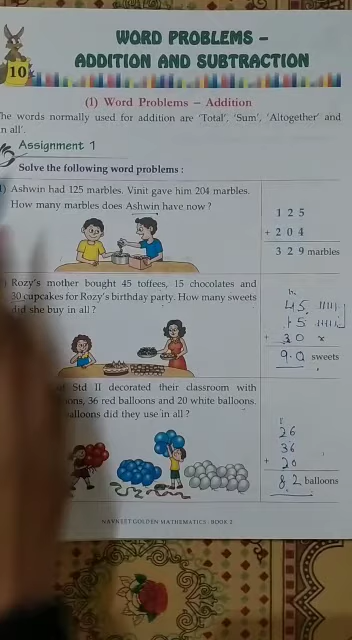 WORD PROBLEMS –
ADDITION AND SUBTRACTION
10
(1) Word Problems – Addition
he words normally used for addition are 'Total', 'Sum', 'Altogether' and
n all'.
Assignment 1
Solve the following word problems :
) Ashwin had 125 marbles. Vinit gave him 204 marbles.
How many marbles does Ashwin have now ?
1 2 5
+ 2 0 4
3 2 9 marbles
) Rozy's mother bought 45 toffees, 15 chocolates and
30 cupcakes for Rozy's birthday party. How many sweets
did she buy in all ?
45
15
+ 30
90 sweets
Std II decorated their classroom with
ons, 36 red balloons and 20 white balloons.
alloons did they use in all ?
1
26
36
+ 20
82 balloons
NAVNEET GOLDEN MATHEMATICS : BOOK 2